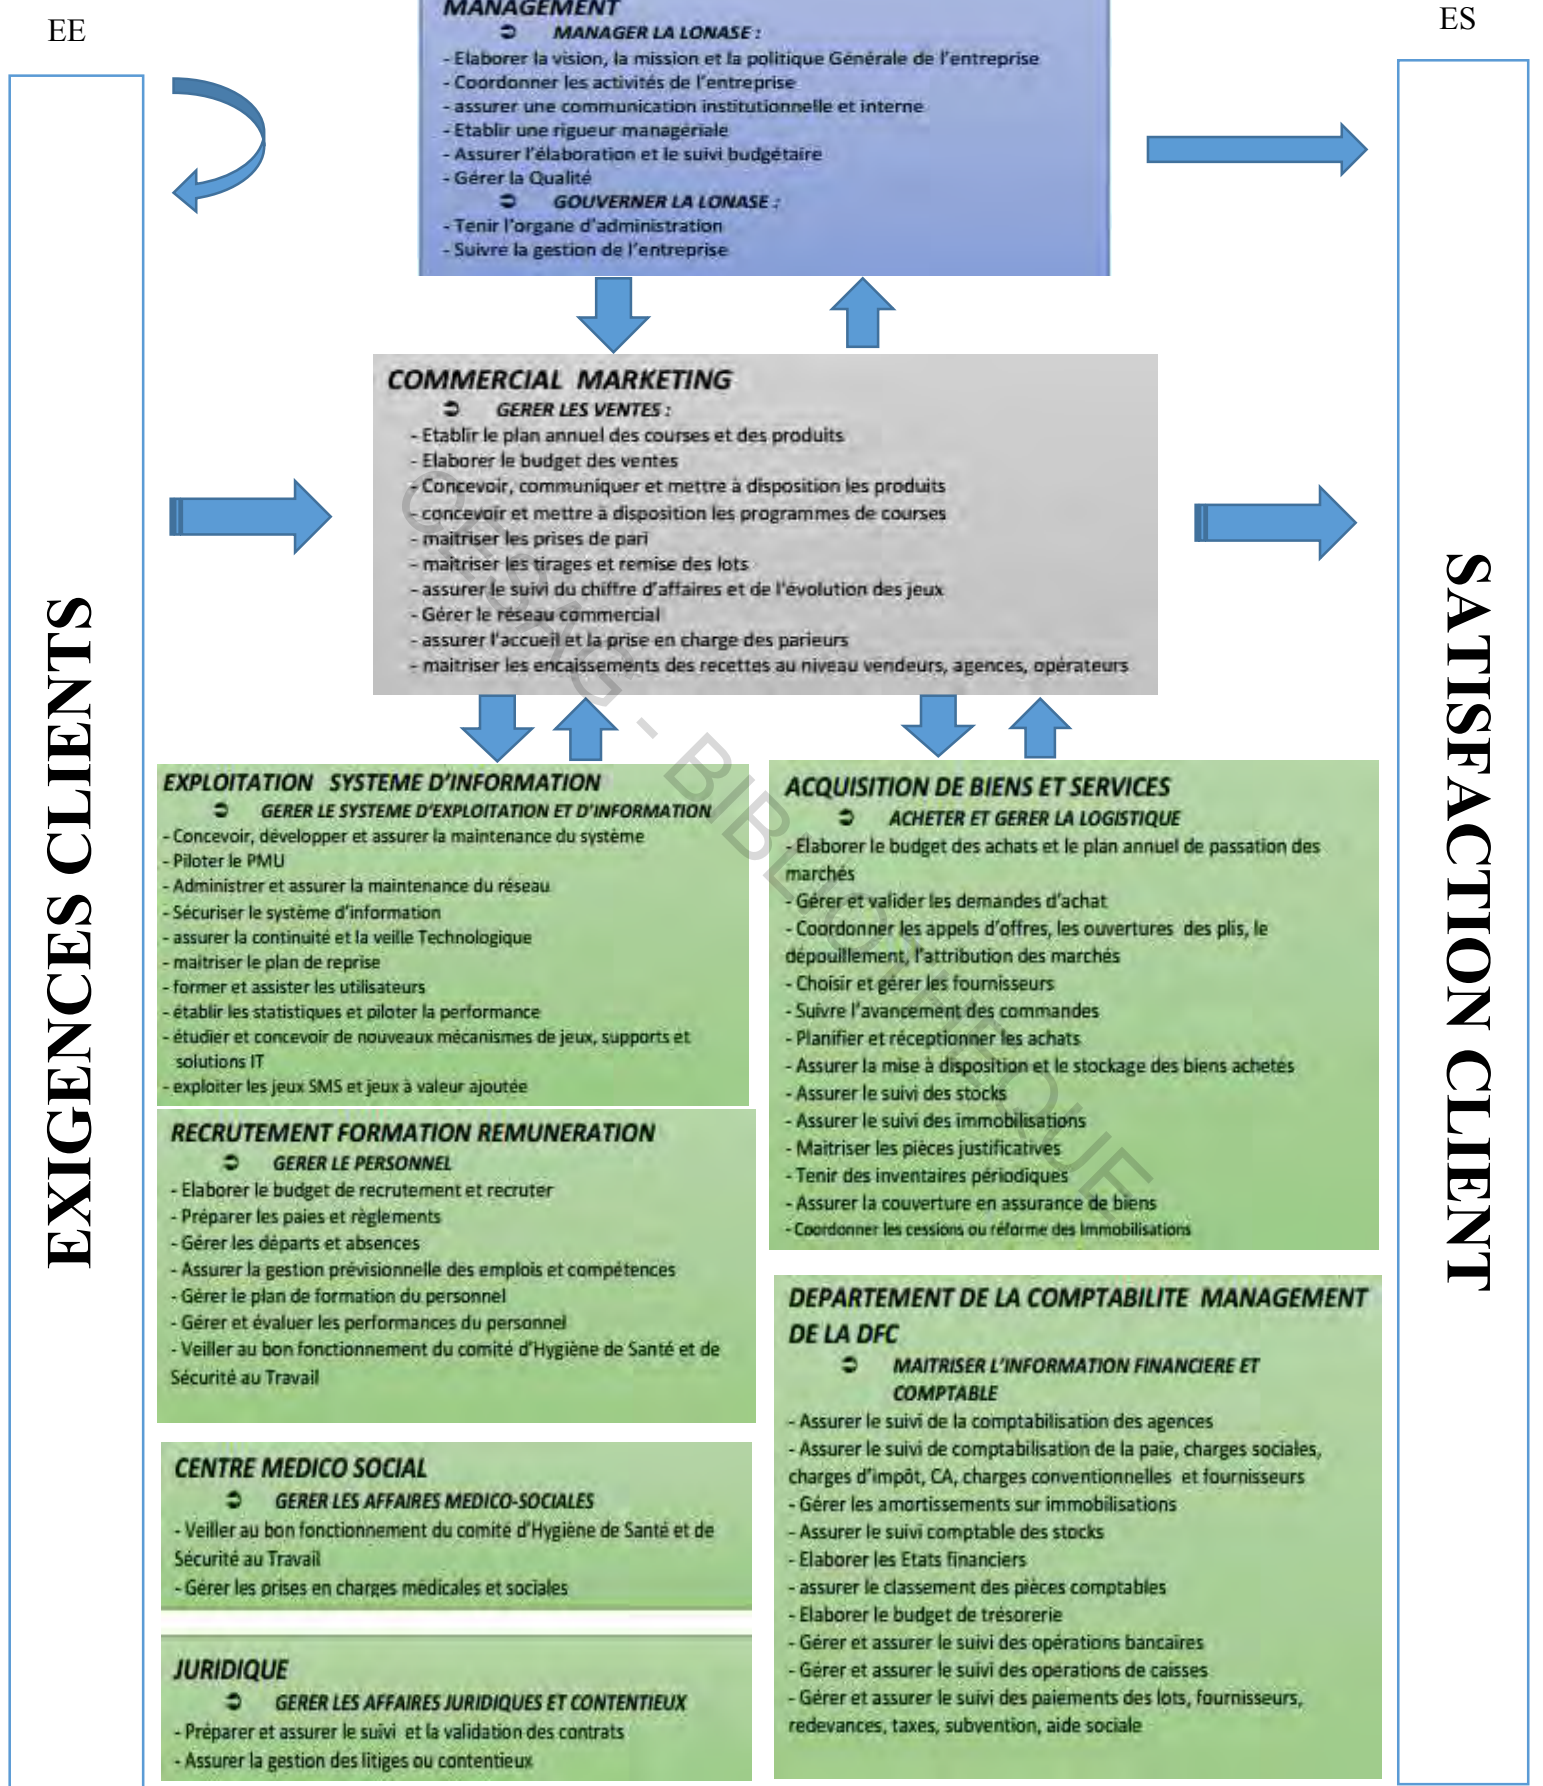 EE
ES
MANAGEMENT
MANAGER LA LONASE :
- Elaborer la vision, la mission et la politique Générale de l'entreprise
- Coordonner les activités de l'entreprise
- assurer une communication institutionnelle et interne
- Etablir une rigueur managériale
- Assurer l'élaboration et le suivi budgétaire
- Gérer la Qualité
GOUVERNER LA LONASE :
- Tenir l'organe d'administration
- Suivre la gestion de l'entreprise
EXIGENCES CLIENTS
COMMERCIAL MARKETING
GERER LES VENTES :
- Etablir le plan annuel des courses et des produits
- Elaborer le budget des ventes
- Concevoir, communiquer et mettre à disposition les produits
- concevoir et mettre à disposition les programmes de courses
- maitriser les prises de pari
- maîtriser les tirages et remise des lots
- assurer le suivi du chiffre d'affaires et de l'évolution des jeux
- Gérer le réseau commercial
- assurer l'accueil et la prise en charge des parieurs
- maitriser les encaissements des recettes au niveau vendeurs, agences, opérateurs
EXPLOITATION SYSTEME D'INFORMATION
GERER LE SYSTEME D'EXPLOITATION ET D'INFORMATION
- Concevoir, développer et assurer la maintenance du système
- Piloter le PMU
- Administrer et assurer la maintenance du réseau
- Sécuriser le système d'information
- assurer la continuité et la veille Technologique
- maitriser le plan de reprise
- former et assister les utilisateurs
- établir les statistiques et piloter la performance
- étudier et concevoir de nouveaux mécanismes de jeux, supports et
solutions IT
- exploiter les jeux SMS et jeux à valeur ajoutée
RECRUTEMENT FORMATION REMUNERATION
GERER LE PERSONNEL
- Elaborer le budget de recrutement et recruter
- Préparer les paies et règlements
- Gérer les départs et absences
- Assurer la gestion prévisionnelle des emplois et compétences
- Gérer le plan de formation du personnel
- Gérer et évaluer les performances du personnel
- Veiller au bon fonctionnement du comité d'Hygiène de Santé et de
Sécurité au Travail
CENTRE MEDICO SOCIAL
GERER LES AFFAIRES MEDICO-SOCIALES
- Veiller au bon fonctionnement du comité d'Hygiène de Santé et de
Sécurité au Travail
- Gérer les prises en charges médicales et sociales
JURIDIQUE
GERER LES AFFAIRES JURIDIQUES ET CONTENTIEUX
- Préparer et assurer le suivi et la validation des contrats
- Assurer la gestion des litiges ou contentieux
ACQUISITION DE BIENS ET SERVICES
ACHETER ET GERER LA LOGISTIQUE
- Elaborer le budget des achats et le plan annuel de passation des
marchés
- Gérer et valider les demandes d'achat
- Coordonner les appels d'offres, les ouvertures des plis, le
dépouillement, l'attribution des marchés
- Choisir et gérer les fournisseurs
- Suivre l'avancement des commandes
- Planifier et réceptionner les achats
- Assurer la mise à disposition et le stockage des biens achetés
- Assurer le suivi des stocks
- Assurer le suivi des immobilisations
- Maitriser les pièces justificatives
- Tenir des inventaires périodiques
- Assurer la couverture en assurance de biens
- Coordonner les cessions ou réforme des Immobilisations
DEPARTEMENT DE LA COMPTABILITE MANAGEMENT
DE LA DFC
MAITRISER L'INFORMATION FINANCIERE ET
COMPTABLE
- Assurer le suivi de la comptabilisation des agences
- Assurer le suivi de comptabilisation de la paie, charges sociales,
charges d'impôt, CA, charges conventionnelles et fournisseurs
- Gérer les amortissements sur immobilisations
- Assurer le suivi comptable des stocks
- Elaborer les Etats financiers
- assurer le classement des pièces comptables
- Elaborer le budget de trésorerie
- Gérer et assurer le suivi des opérations bancaires
- Gérer et assurer le suivi des operations de caisses
- Gérer et assurer le suivi des paiements des lots, fournisseurs,
redevances, taxes, subvention, aide sociale
SATISFACTION CLIENT
CESAG - BIBLIOTHEQUE